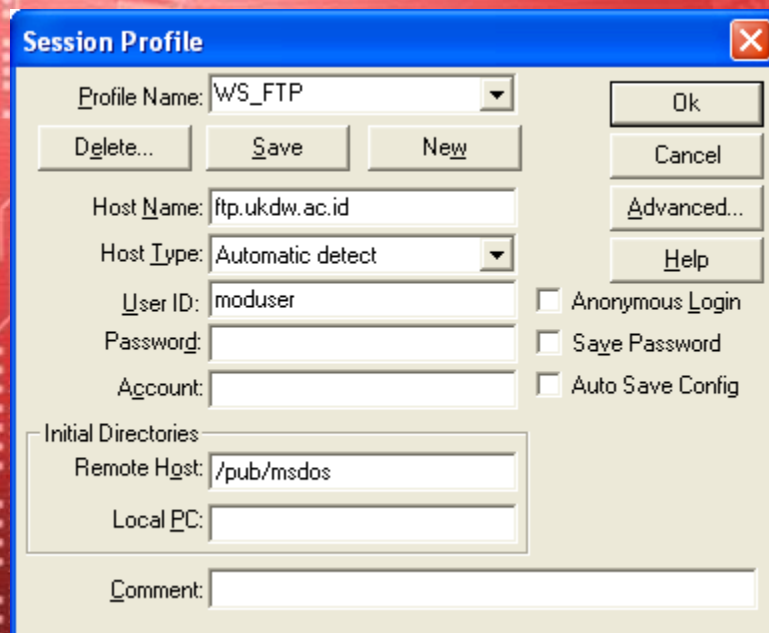 Session Profile
Profile Name: WS_FTP
Ok
Delete... Save New
Cancel
Host Name: ftp.ukdw.ac.id
Advanced...
Host Type: Automatic detect
Help
User ID: moduser
Anonymous Login
Password:
Save Password
Account:
Auto Save Config
Initial Directories
Remote Host: /pub/msdos
Local PC:
Comment: